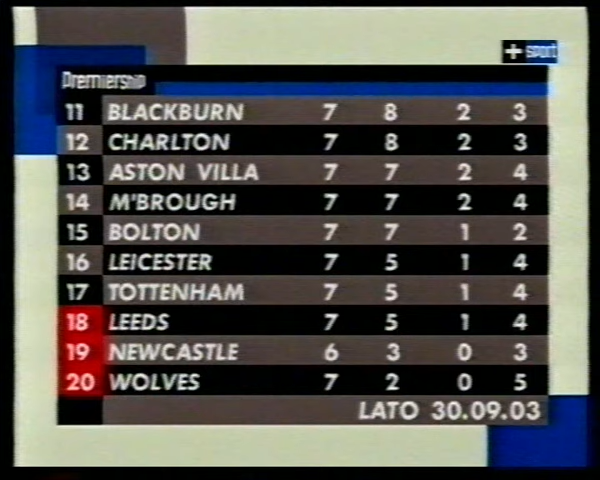 + sport
Premiership
11 BLACKBURN 7 8 2 3
12 CHARLTON 7 8 2 3
13 ASTON VILLA 7 7 2 4
14 M'BROUGH 7 7 2 4
15 BOLTON 7 7 1 2
16 LEICESTER 7 5 1 4
17 TOTTENHAM 7 5 1 4
18 LEEDS 7 5 1 4
19 NEWCASTLE 6 3 0 3
20 WOLVES 7 2 0 5
LATO 30.09.03